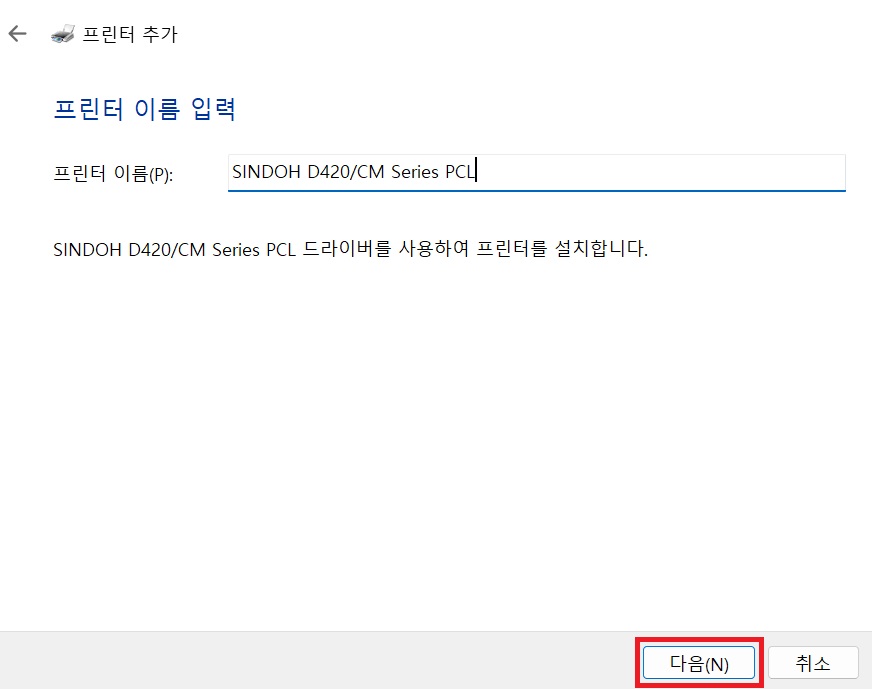 프린터 추가
프린터 이름 입력
프린터 이름(P): SINDOH D420/CM Series PCL
SINDOH D420/CM Series PCL 드라이버를 사용하여 프린터를 설치합니다.
다음(N) 취소